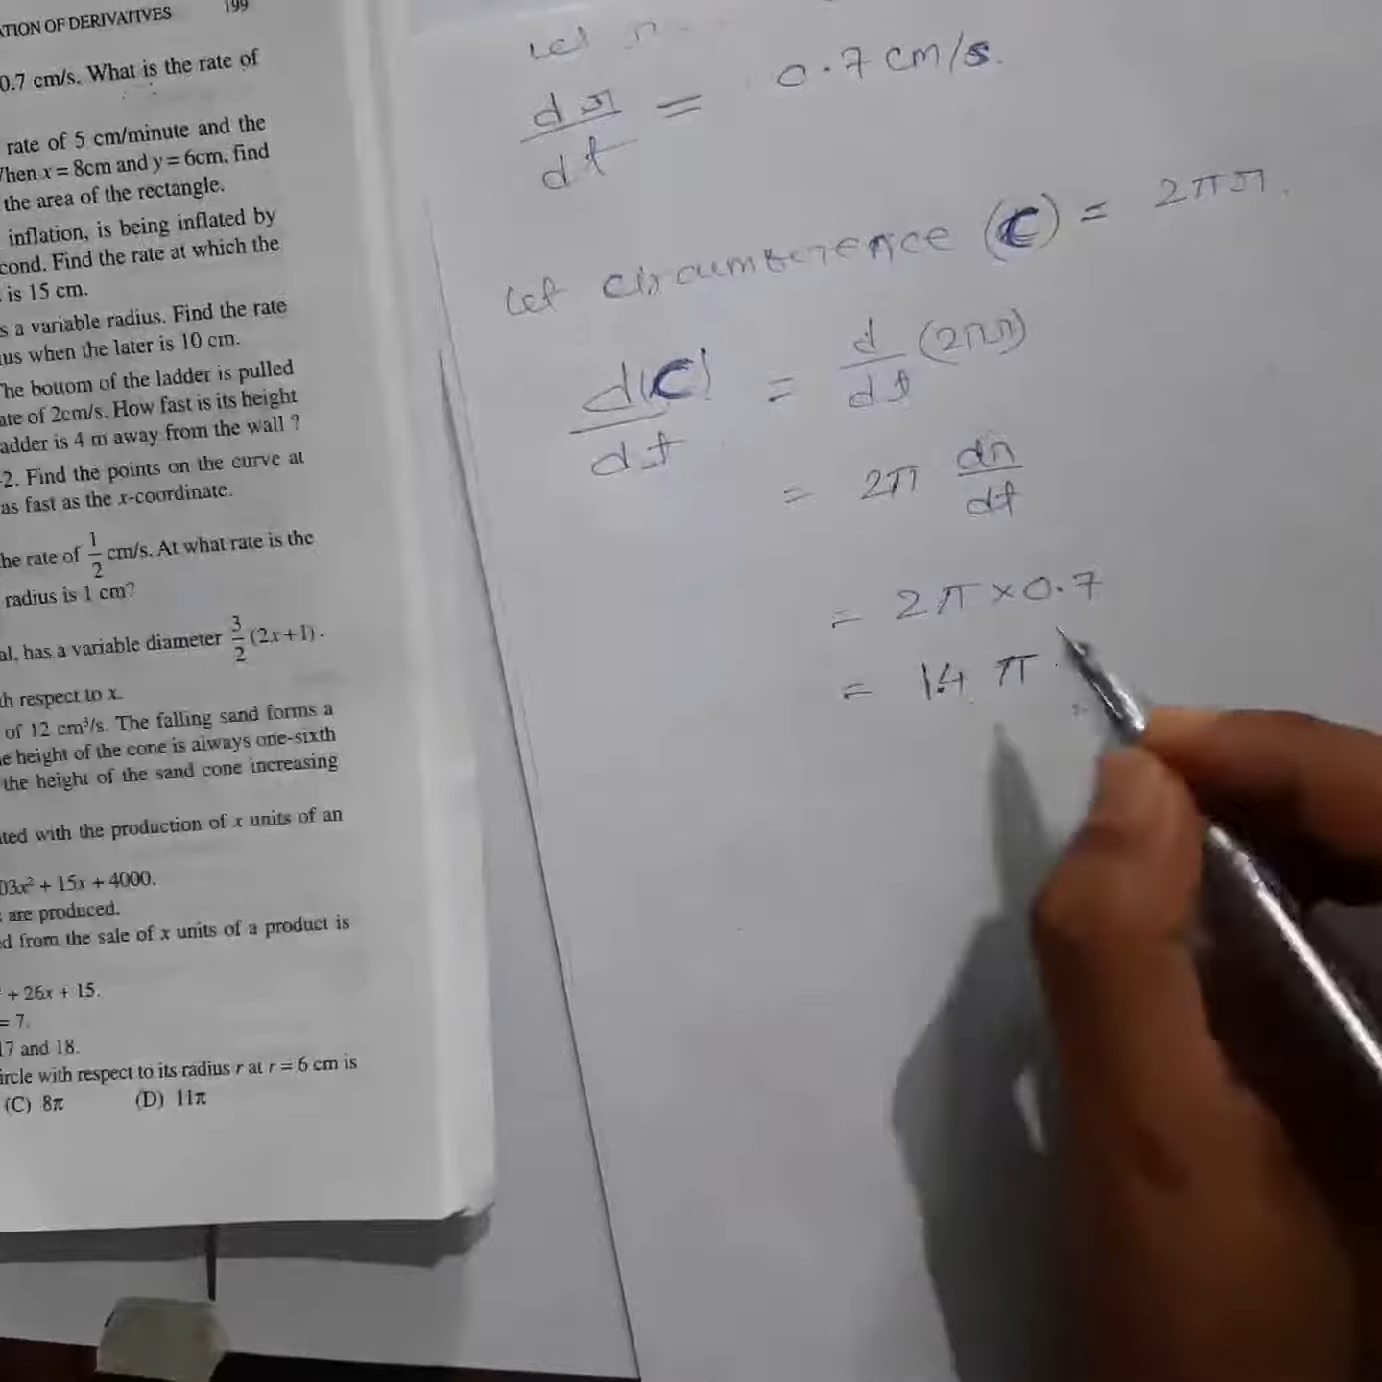 ATION OF DERIVATIVES 199
0.7 cm/s. What is the rate of
rate of 5 cm/minute and the
When x = 8cm and y = 6cm, find
the area of the rectangle.
inflation, is being inflated by
cond. Find the rate at which the
is 15 cm.
s a variable radius. Find the rate
us when the later is 10 cm.
The bottom of the ladder is pulled
ate of 2cm/s. How fast is its height
adder is 4 m away from the wall ?
2. Find the points on the curve at
as fast as the x-coordinate.
he rate of 1/2 cm/s. At what rate is the
radius is 1 cm?
al, has a variable diameter 3/2 (2x+1).
th respect to x.
of 12 cm³/s. The falling sand forms a
e height of the cone is always one-sixth
the height of the sand cone increasing
ted with the production of x units of an
03x² + 15x + 4000.
are produced.
d from the sale of x units of a product is
+ 26x + 15.
= 7.
17 and 18.
ircle with respect to its radius r at r = 6 cm is
(C) 8π (D) 11π
Let
dr/dt = 0.7 cm/s.
Let circumference (C) = 2πr.
d(C)/dt = d/dt (2πr)
= 2π dr/dt
= 2π × 0.7
= 1.4 π